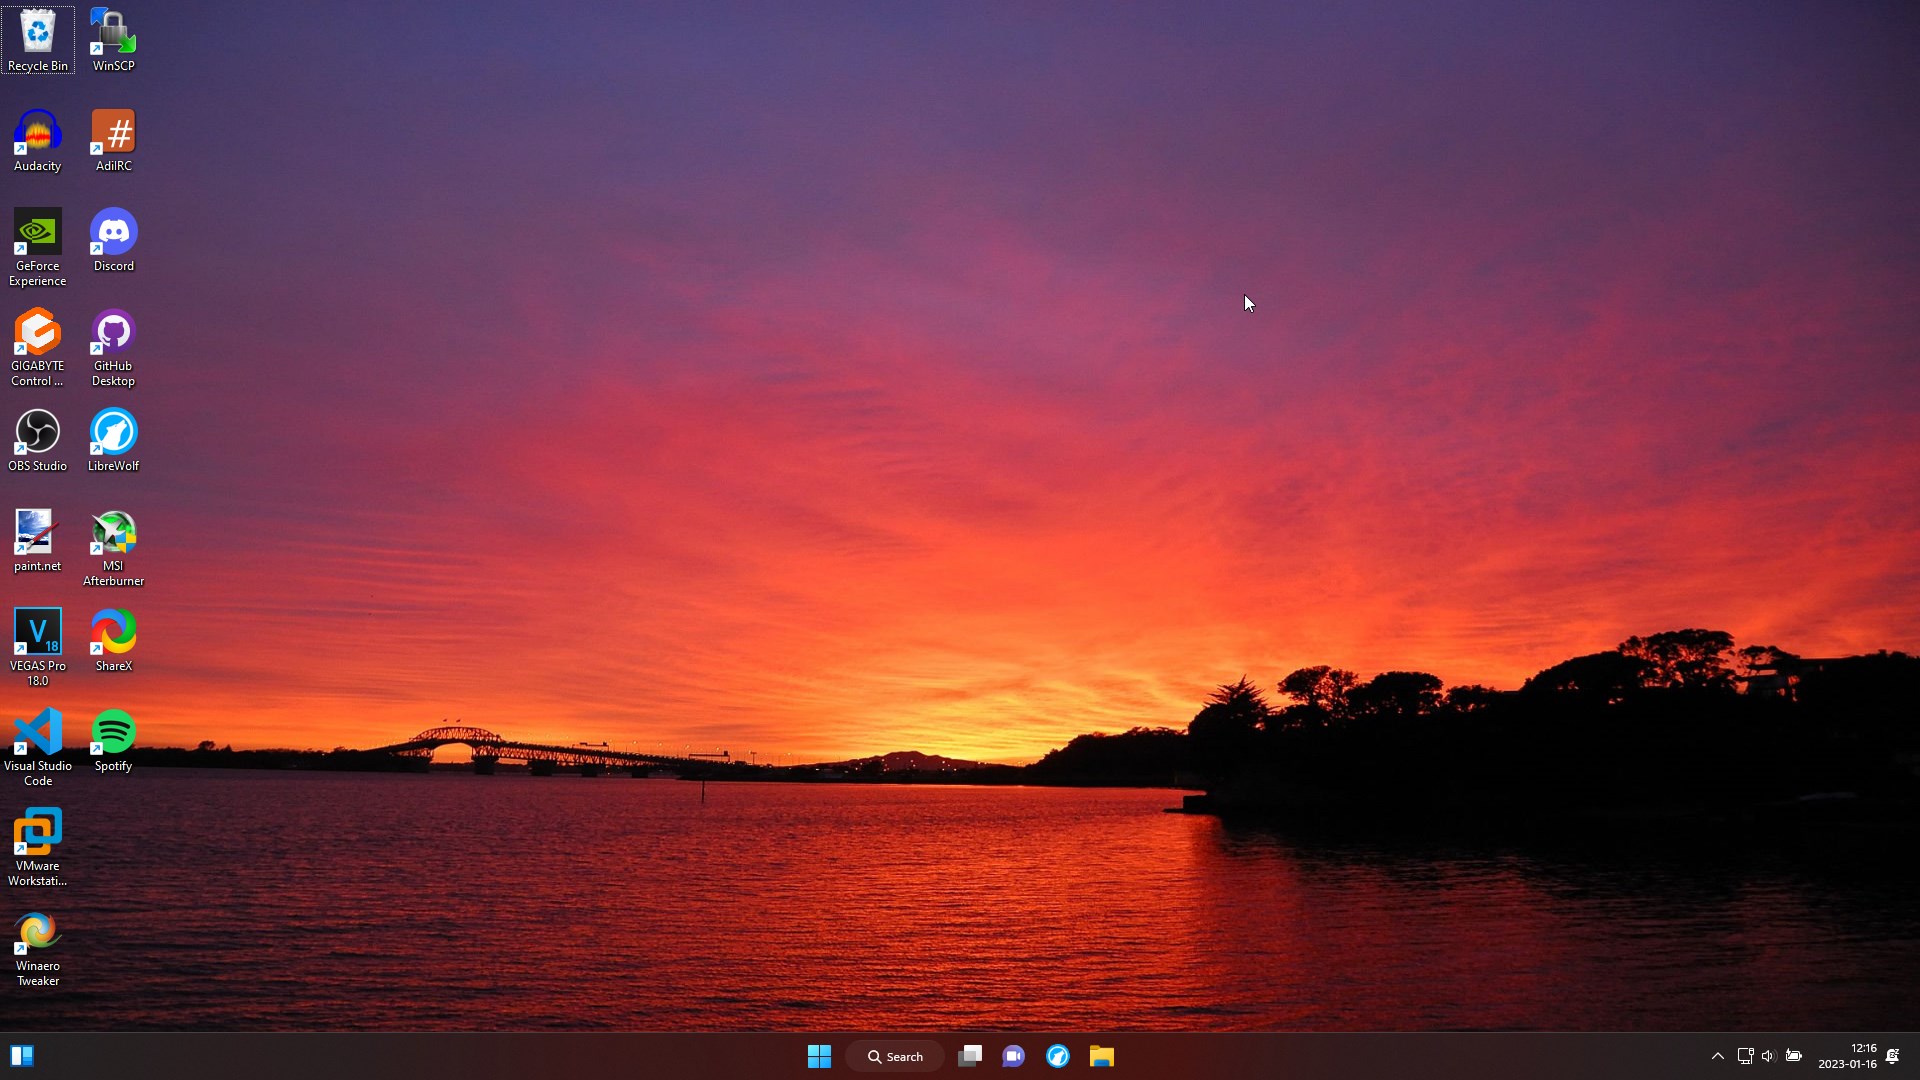 Recycle Bin
WinSCP
Audacity
AdiIRC
GeForce
Experience
Discord
GIGABYTE
Control ...
GitHub
Desktop
OBS Studio
LibreWolf
paint.net
MSI
Afterburner
V
18
VEGAS Pro
18.0
ShareX
Visual Studio
Code
Spotify
VMware
Workstati...
Winaero
Tweaker
Search
12:16
2023-01-16